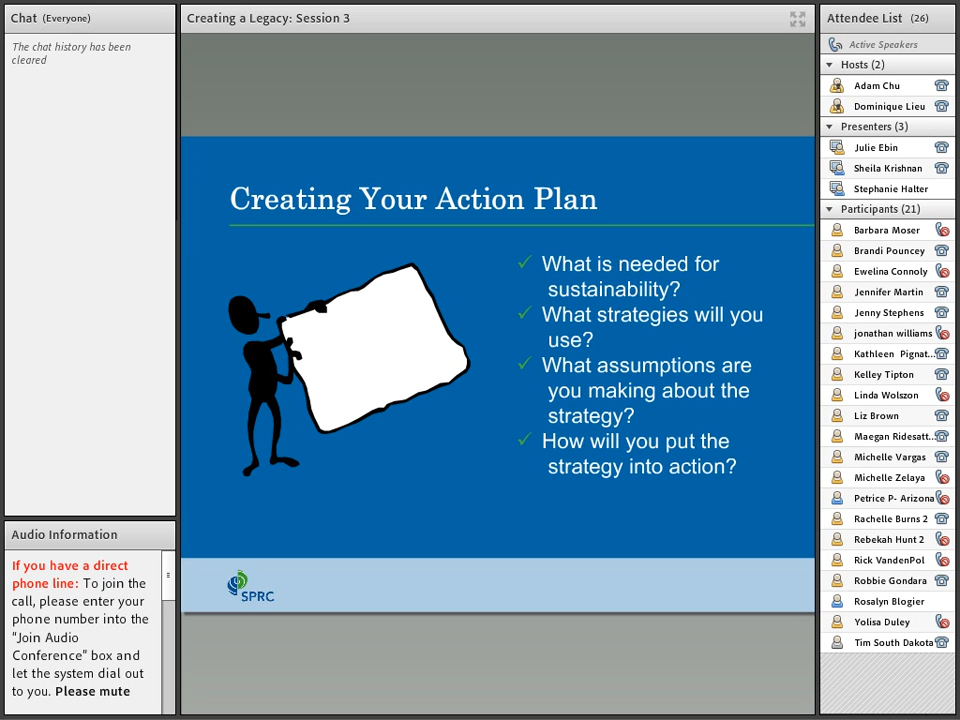 Chat (Everyone)
The chat history has been
cleared
Audio Information
If you have a direct
phone line: To join the
call, please enter your
phone number into the
"Join Audio
Conference" box and
let the system dial out
to you. Please mute
Creating a Legacy: Session 3
Creating Your Action Plan
What is needed for
sustainability?
What strategies will you
use?
What assumptions are
you making about the
strategy?
How will you put the
strategy into action?
SPRC
Attendee List (26)
Active Speakers
Hosts (2)
Adam Chu
Dominique Lieu
Presenters (3)
Julie Ebin
Sheila Krishnan
Stephanie Halter
Participants (21)
Barbara Moser
Brandi Pouncey
Ewelina Connoly
Jennifer Martin
Jenny Stephens
jonathan williams
Kathleen Pignat...
Kelley Tipton
Linda Wolszon
Liz Brown
Maegan Ridesatt...
Michelle Vargas
Michelle Zelaya
Petrice P- Arizona
Rachelle Burns 2
Rebekah Hunt 2
Rick VandenPol
Robbie Gondara
Rosalyn Blogier
Yolisa Duley
Tim South Dakota